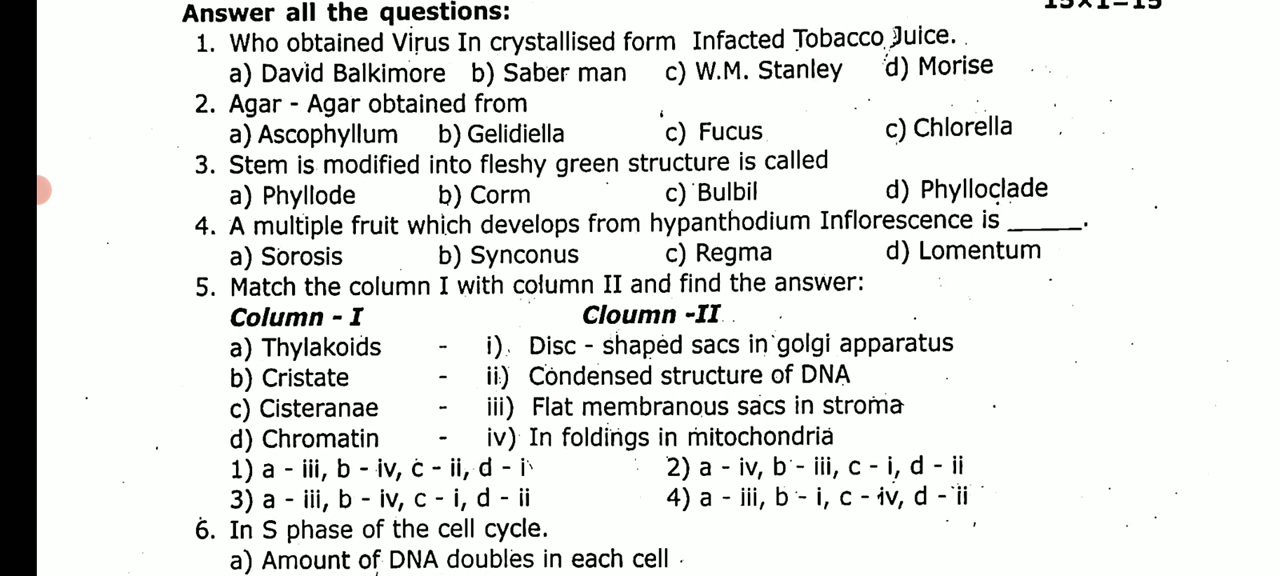 Answer all the questions: 15×1=15
1. Who obtained Virus In crystallised form Infacted Tobacco Juice.
a) David Balkimore b) Saber man c) W.M. Stanley d) Morise
2. Agar - Agar obtained from
a) Ascophyllum b) Gelidiella c) Fucus c) Chlorella
3. Stem is modified into fleshy green structure is called
a) Phyllode b) Corm c) Bulbil d) Phylloclade
4. A multiple fruit which develops from hypanthodium Inflorescence is _____.
a) Sorosis b) Synconus c) Regma d) Lomentum
5. Match the column I with column II and find the answer:
Column - I Cloumn -II
a) Thylakoids - i) Disc - shaped sacs in golgi apparatus
b) Cristate - ii) Condensed structure of DNA
c) Cisteranae - iii) Flat membranous sacs in stroma
d) Chromatin - iv) In foldings in mitochondria
1) a - iii, b - iv, c - ii, d - i 2) a - iv, b - iii, c - i, d - ii
3) a - iii, b - iv, c - i, d - ii 4) a - iii, b - i, c - iv, d - ii
6. In S phase of the cell cycle.
a) Amount of DNA doubles in each cell